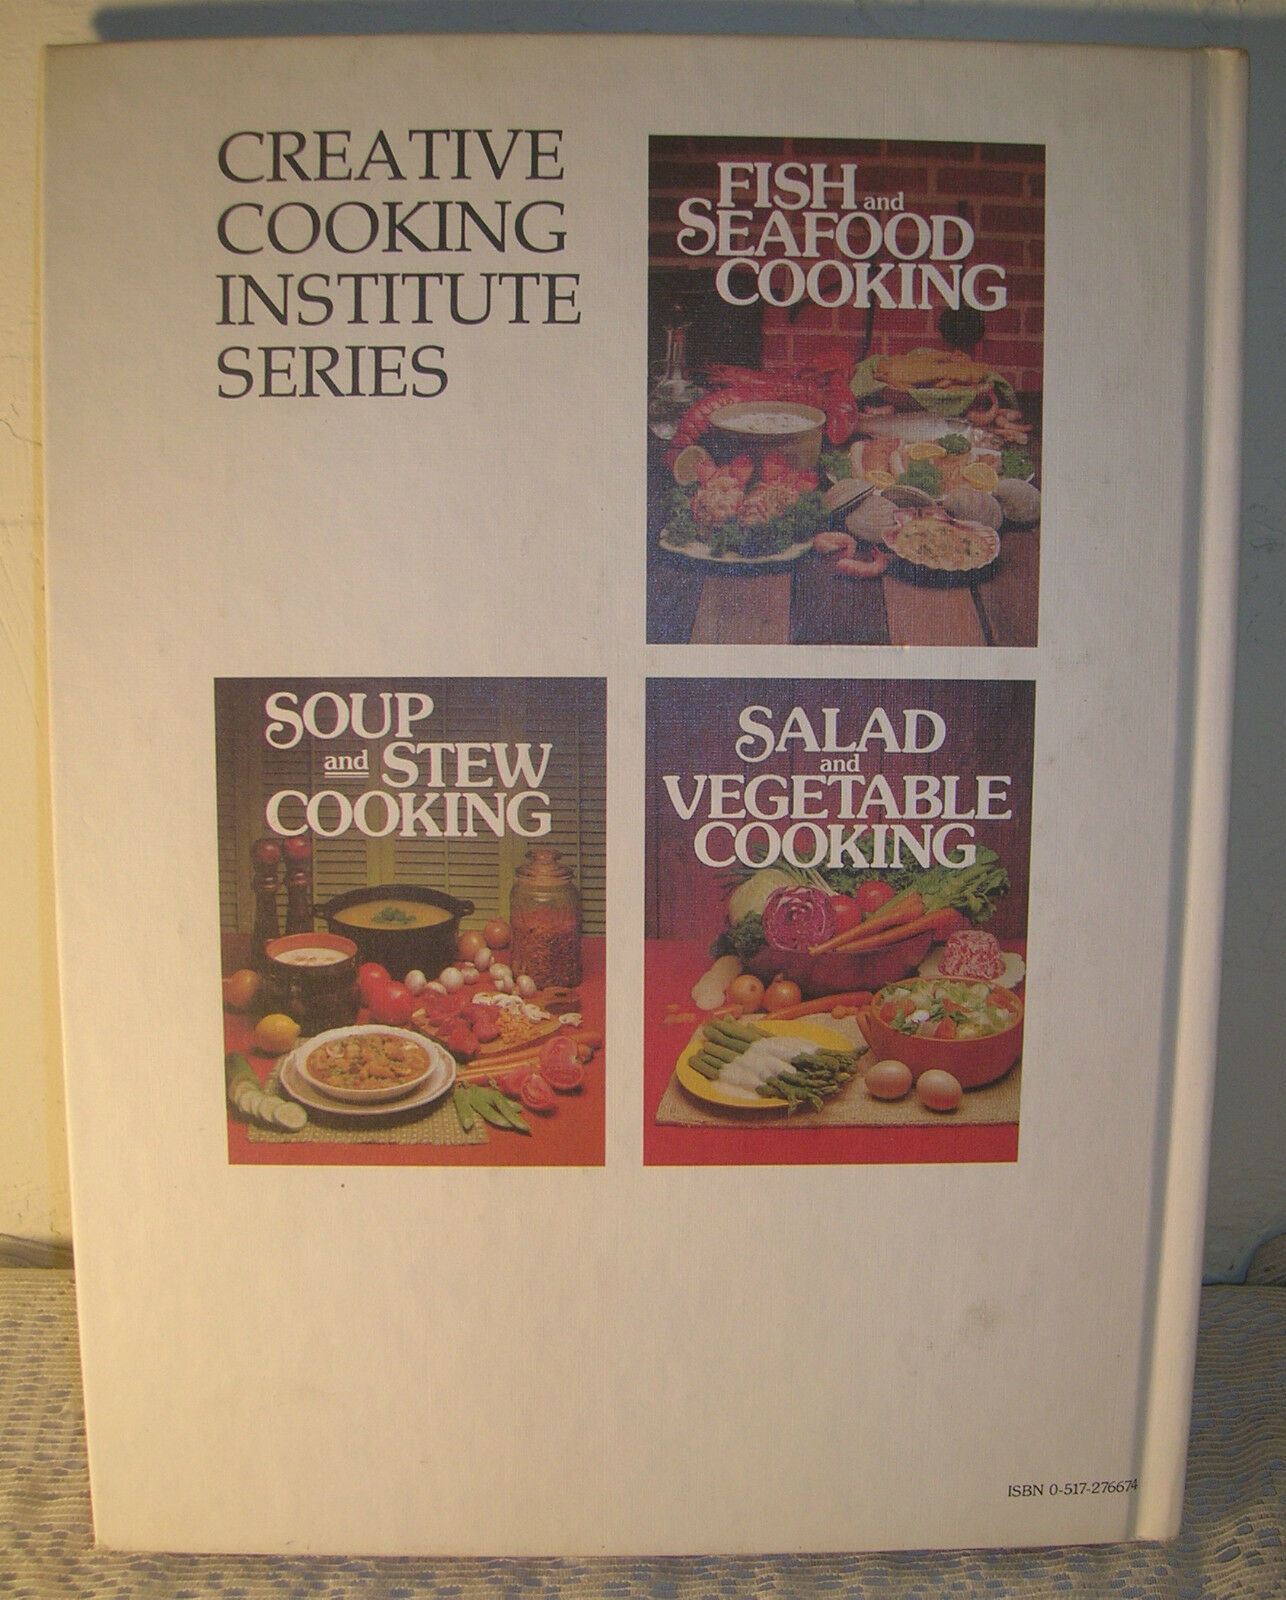 CREATIVE
COOKING
INSTITUTE
SERIES
FISH and
SEAFOOD
COOKING
SOUP
and STEW
COOKING
SALAD
and
VEGETABLE
COOKING
ISBN 0-517-276674